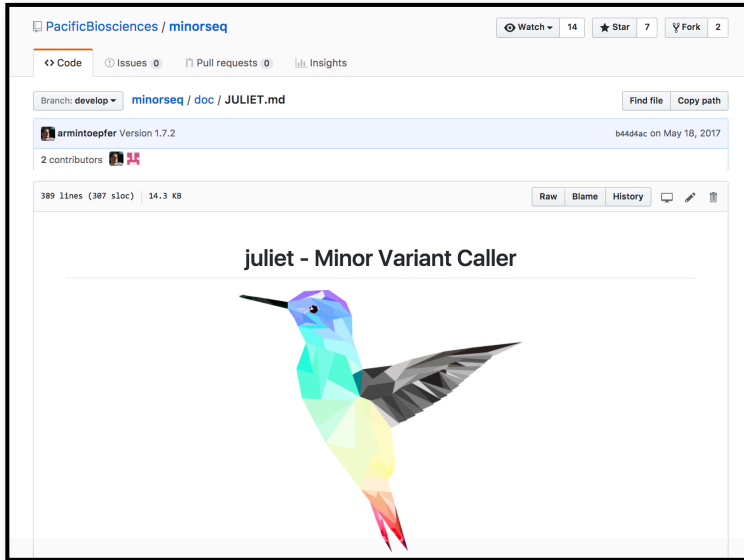 PacificBiosciences / minorseq
Watch 14 Star 7 Fork 2
Code Issues 0 Pull requests 0 Insights
Branch: develop minorseq / doc / JULIET.md Find file Copy path
armintoepfer Version 1.7.2 b44d4ac on May 18, 2017
2 contributors
389 lines (307 sloc) 14.3 KB Raw Blame History
juliet - Minor Variant Caller